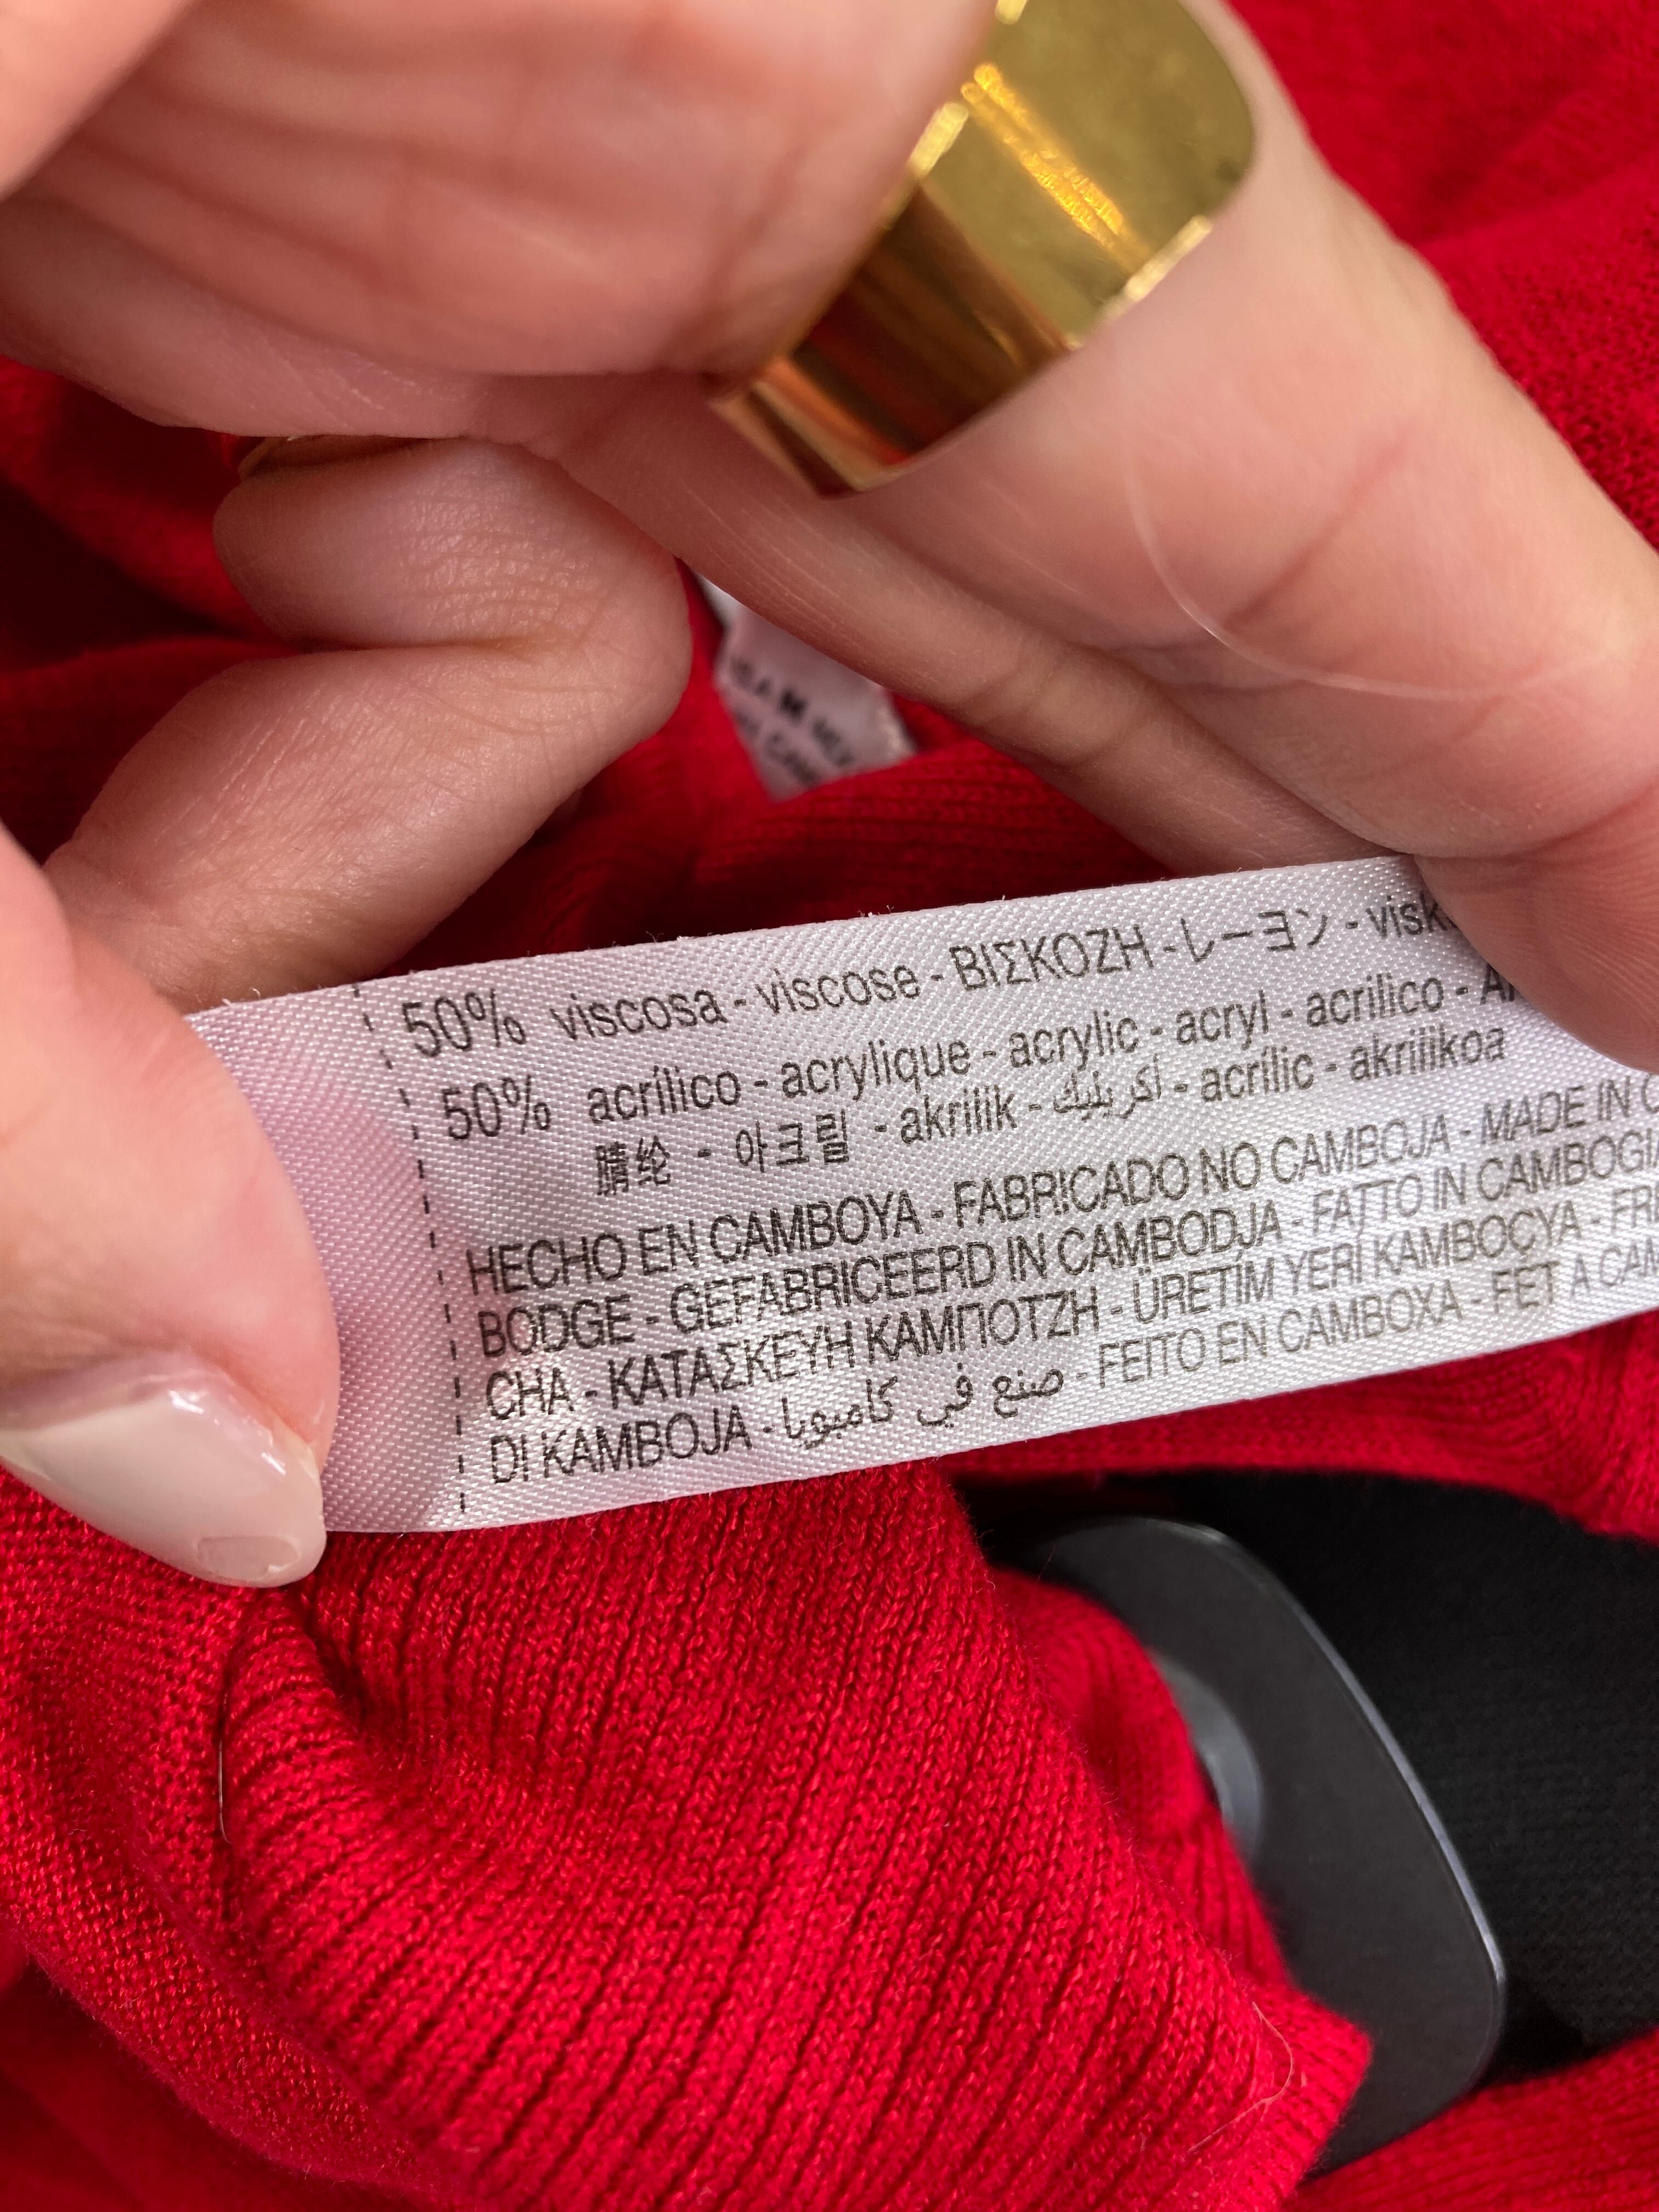 50% viscosa - viscose - ΒΙΣΚΟΖΗ - レーヨン -
50% acrílico - acrylique - acrylic - acryl - acrilico -
腈纶 - 아크릴 - akrilik - أكريليك - acrílic - akrilikoa
HECHO EN CAMBOYA - FABRICADO NO CAMBOJA - MADE IN
BODGE - GEFABRICEERD IN CAMBODJA - FATTO IN CAMBOGIA
CHA - ΚΑΤΑΣΚΕΥΗ ΚΑΜΠΟΤΖΗ - ÜRETİM YERİ KAMBOÇYA -
DI KAMBOJA - صنع في كامبوديا - FEITO EN CAMBOXA - FET A